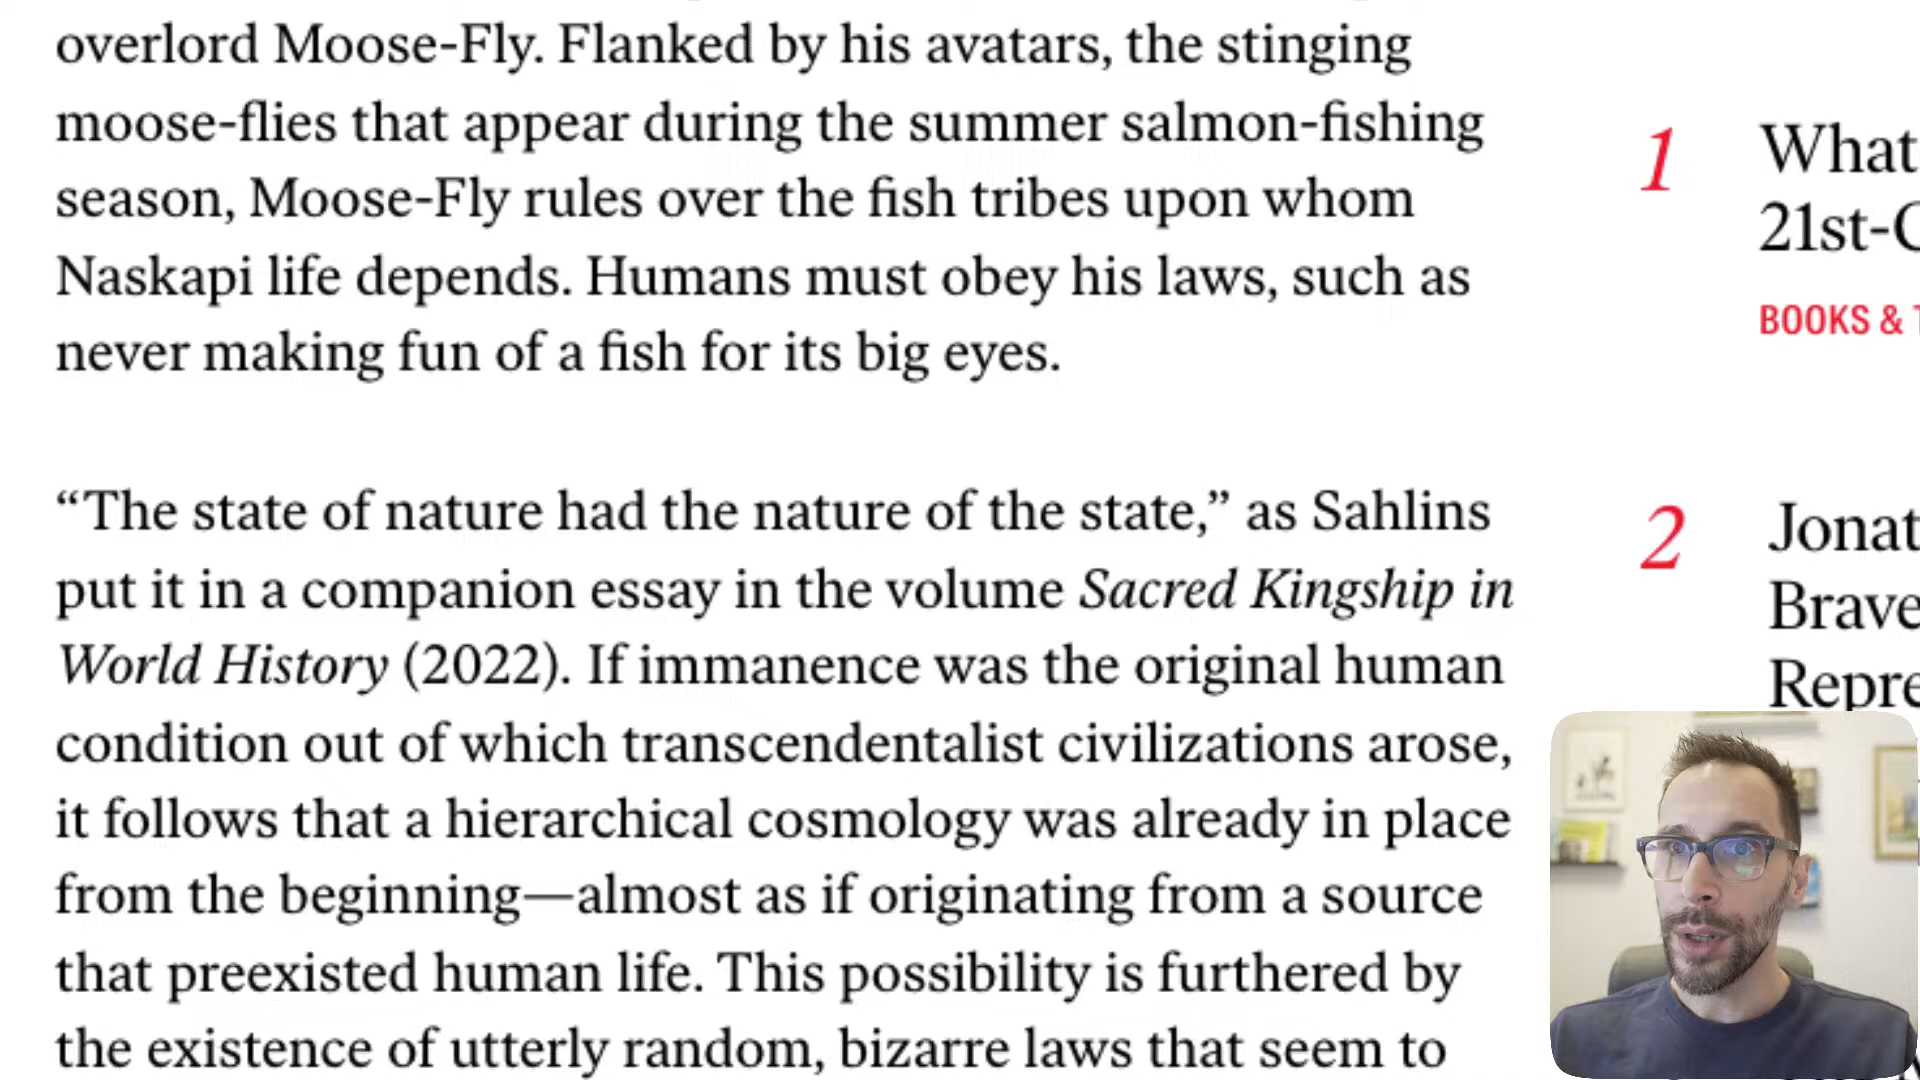 overlord Moose-Fly. Flanked by his avatars, the stinging
moose-flies that appear during the summer salmon-fishing
season, Moose-Fly rules over the fish tribes upon whom
Naskapi life depends. Humans must obey his laws, such as
never making fun of a fish for its big eyes.
“The state of nature had the nature of the state,” as Sahlins
put it in a companion essay in the volume Sacred Kingship in
World History (2022). If immanence was the original human
condition out of which transcendentalist civilizations arose,
it follows that a hierarchical cosmology was already in place
from the beginning—almost as if originating from a source
that preexisted human life. This possibility is furthered by
the existence of utterly random, bizarre laws that seem to
1
What
21st-C
BOOKS &
2
Jonat
Brave
Repre